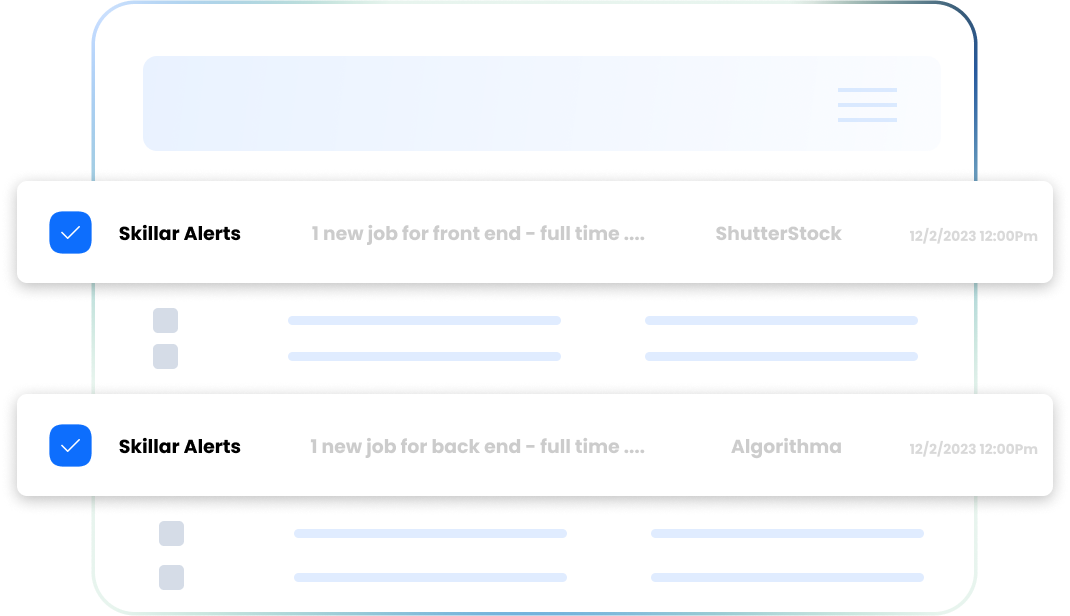 Skillar Alerts 1 new job for front end - full time .... ShutterStock 12/2/2023 12:00Pm
Skillar Alerts 1 new job for back end - full time .... Algorithma 12/2/2023 12:00Pm